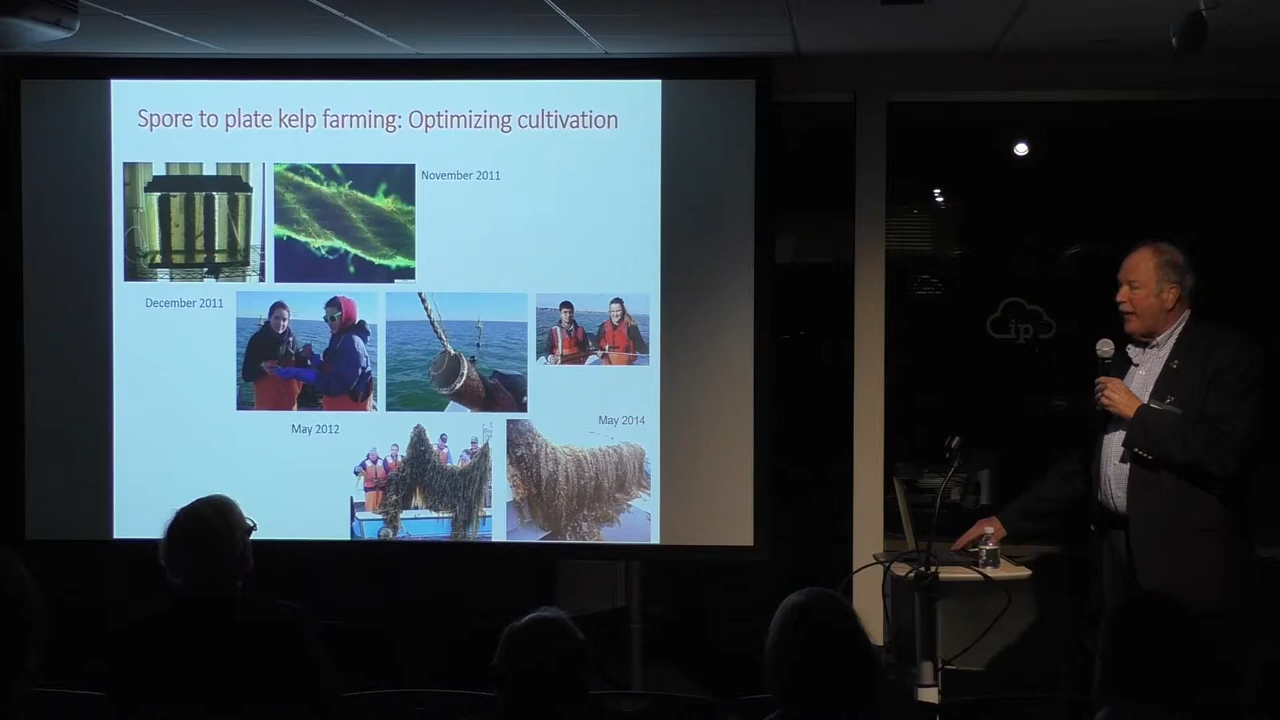 Spore to plate kelp farming: Optimizing cultivation
November 2011
December 2011
May 2012
May 2014
ip